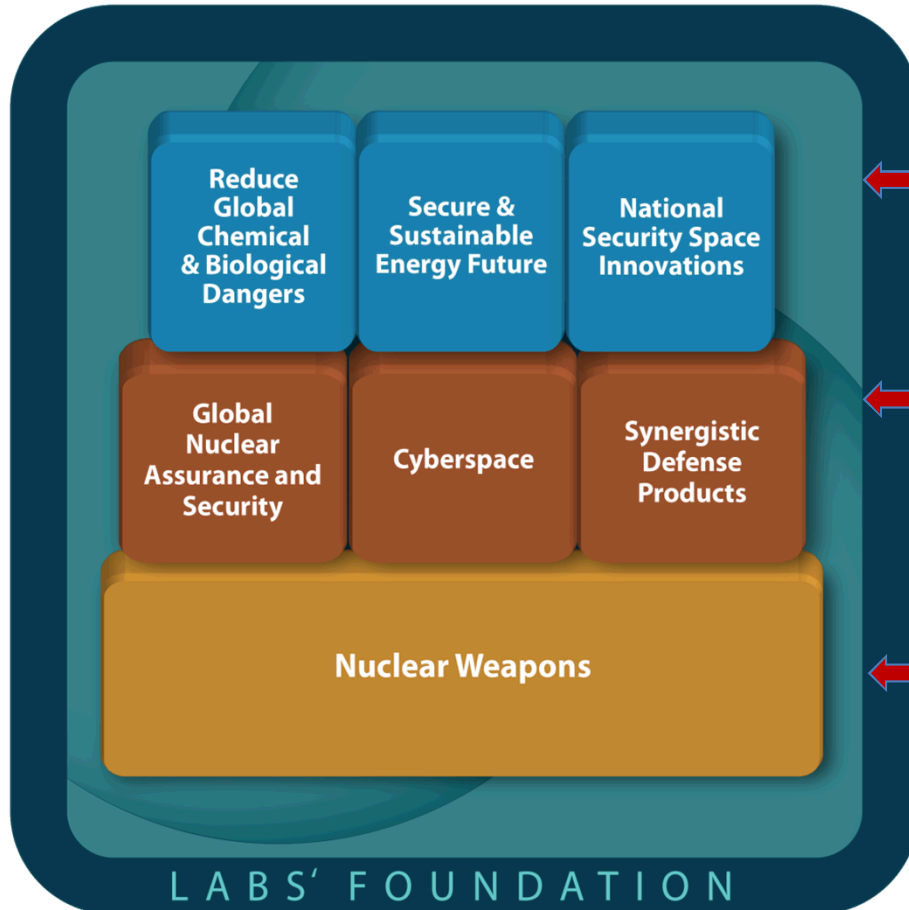 Reduce
Global
Chemical
& Biological
Dangers
Secure &
Sustainable
Energy Future
National
Security Space
Innovations
Global
Nuclear
Assurance and
Security
Cyberspace
Synergistic
Defense
Products
Nuclear Weapons
LABS‘ FOUNDATION